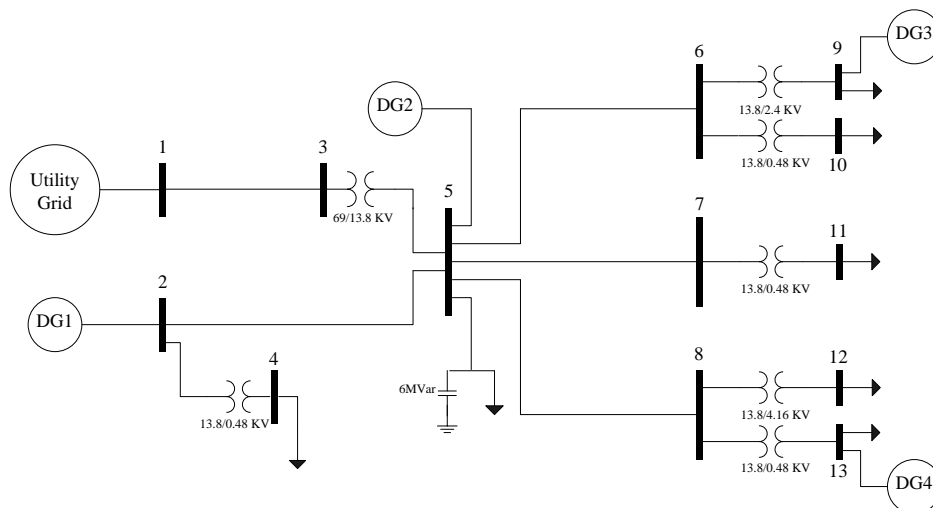 DG3
6
9
DG2
13.8/2.4 KV
1
3
5
13.8/0.48 KV
10
Utility
Grid
69/13.8 KV
7
11
2
13.8/0.48 KV
DG1
4
8
12
6MVar
13.8/4.16 KV
13.8/0.48 KV
13.8/0.48 KV
13
DG4